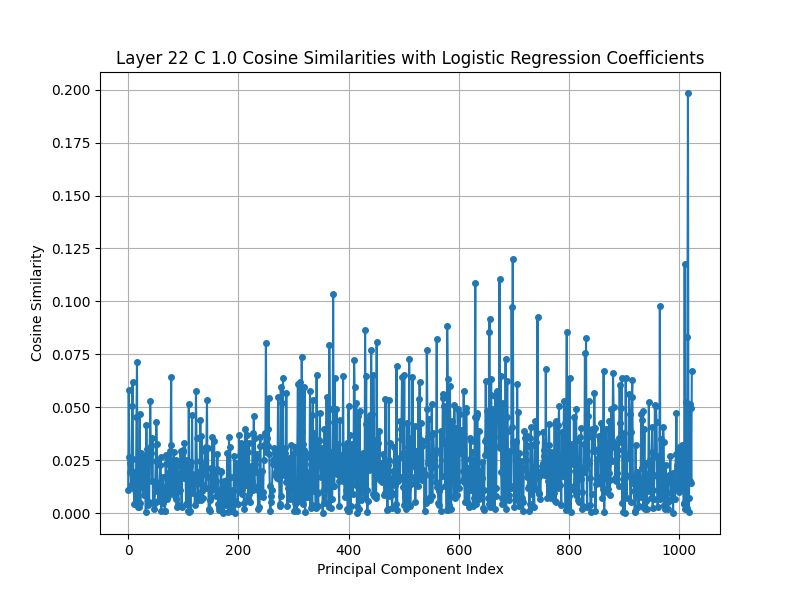 Layer 22 C 1.0 Cosine Similarities with Logistic Regression Coefficients
0.200
0.175
0.150
0.125
0.100
0.075
0.050
0.025
0.000
Cosine Similarity
0 200 400 600 800 1000
Principal Component Index